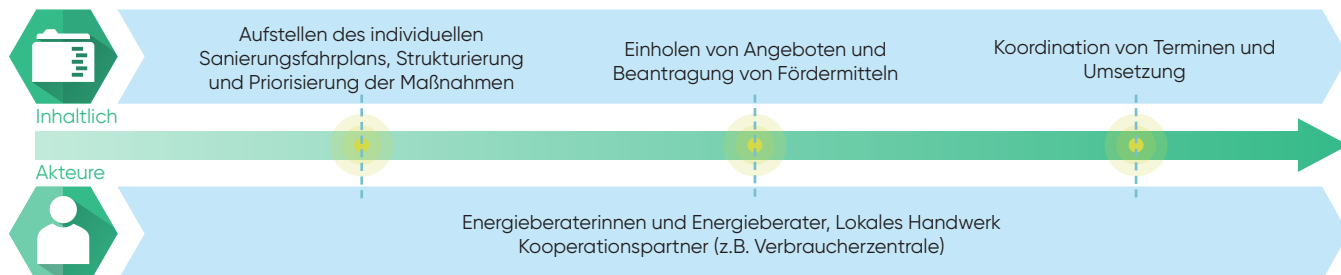 Aufstellen des individuellen
Sanierungsfahrplans, Strukturierung
und Priorisierung der Maßnahmen
Einholen von Angeboten und
Beantragung von Fördermitteln
Koordination von Terminen und
Umsetzung
Inhaltlich
Akteure
Energieberaterinnen und Energieberater, Lokales Handwerk
Kooperationspartner (z.B. Verbraucherzentrale)